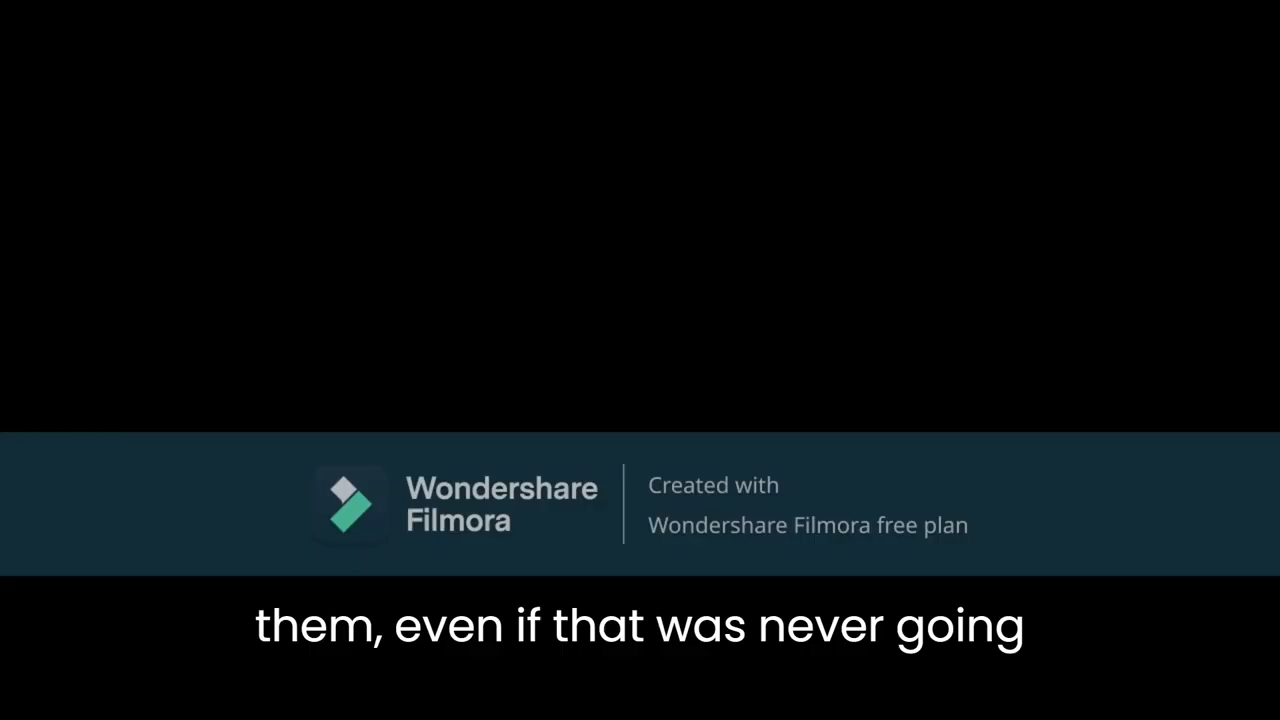 Wondershare
Filmora
Created with
Wondershare Filmora free plan
them, even if that was never going